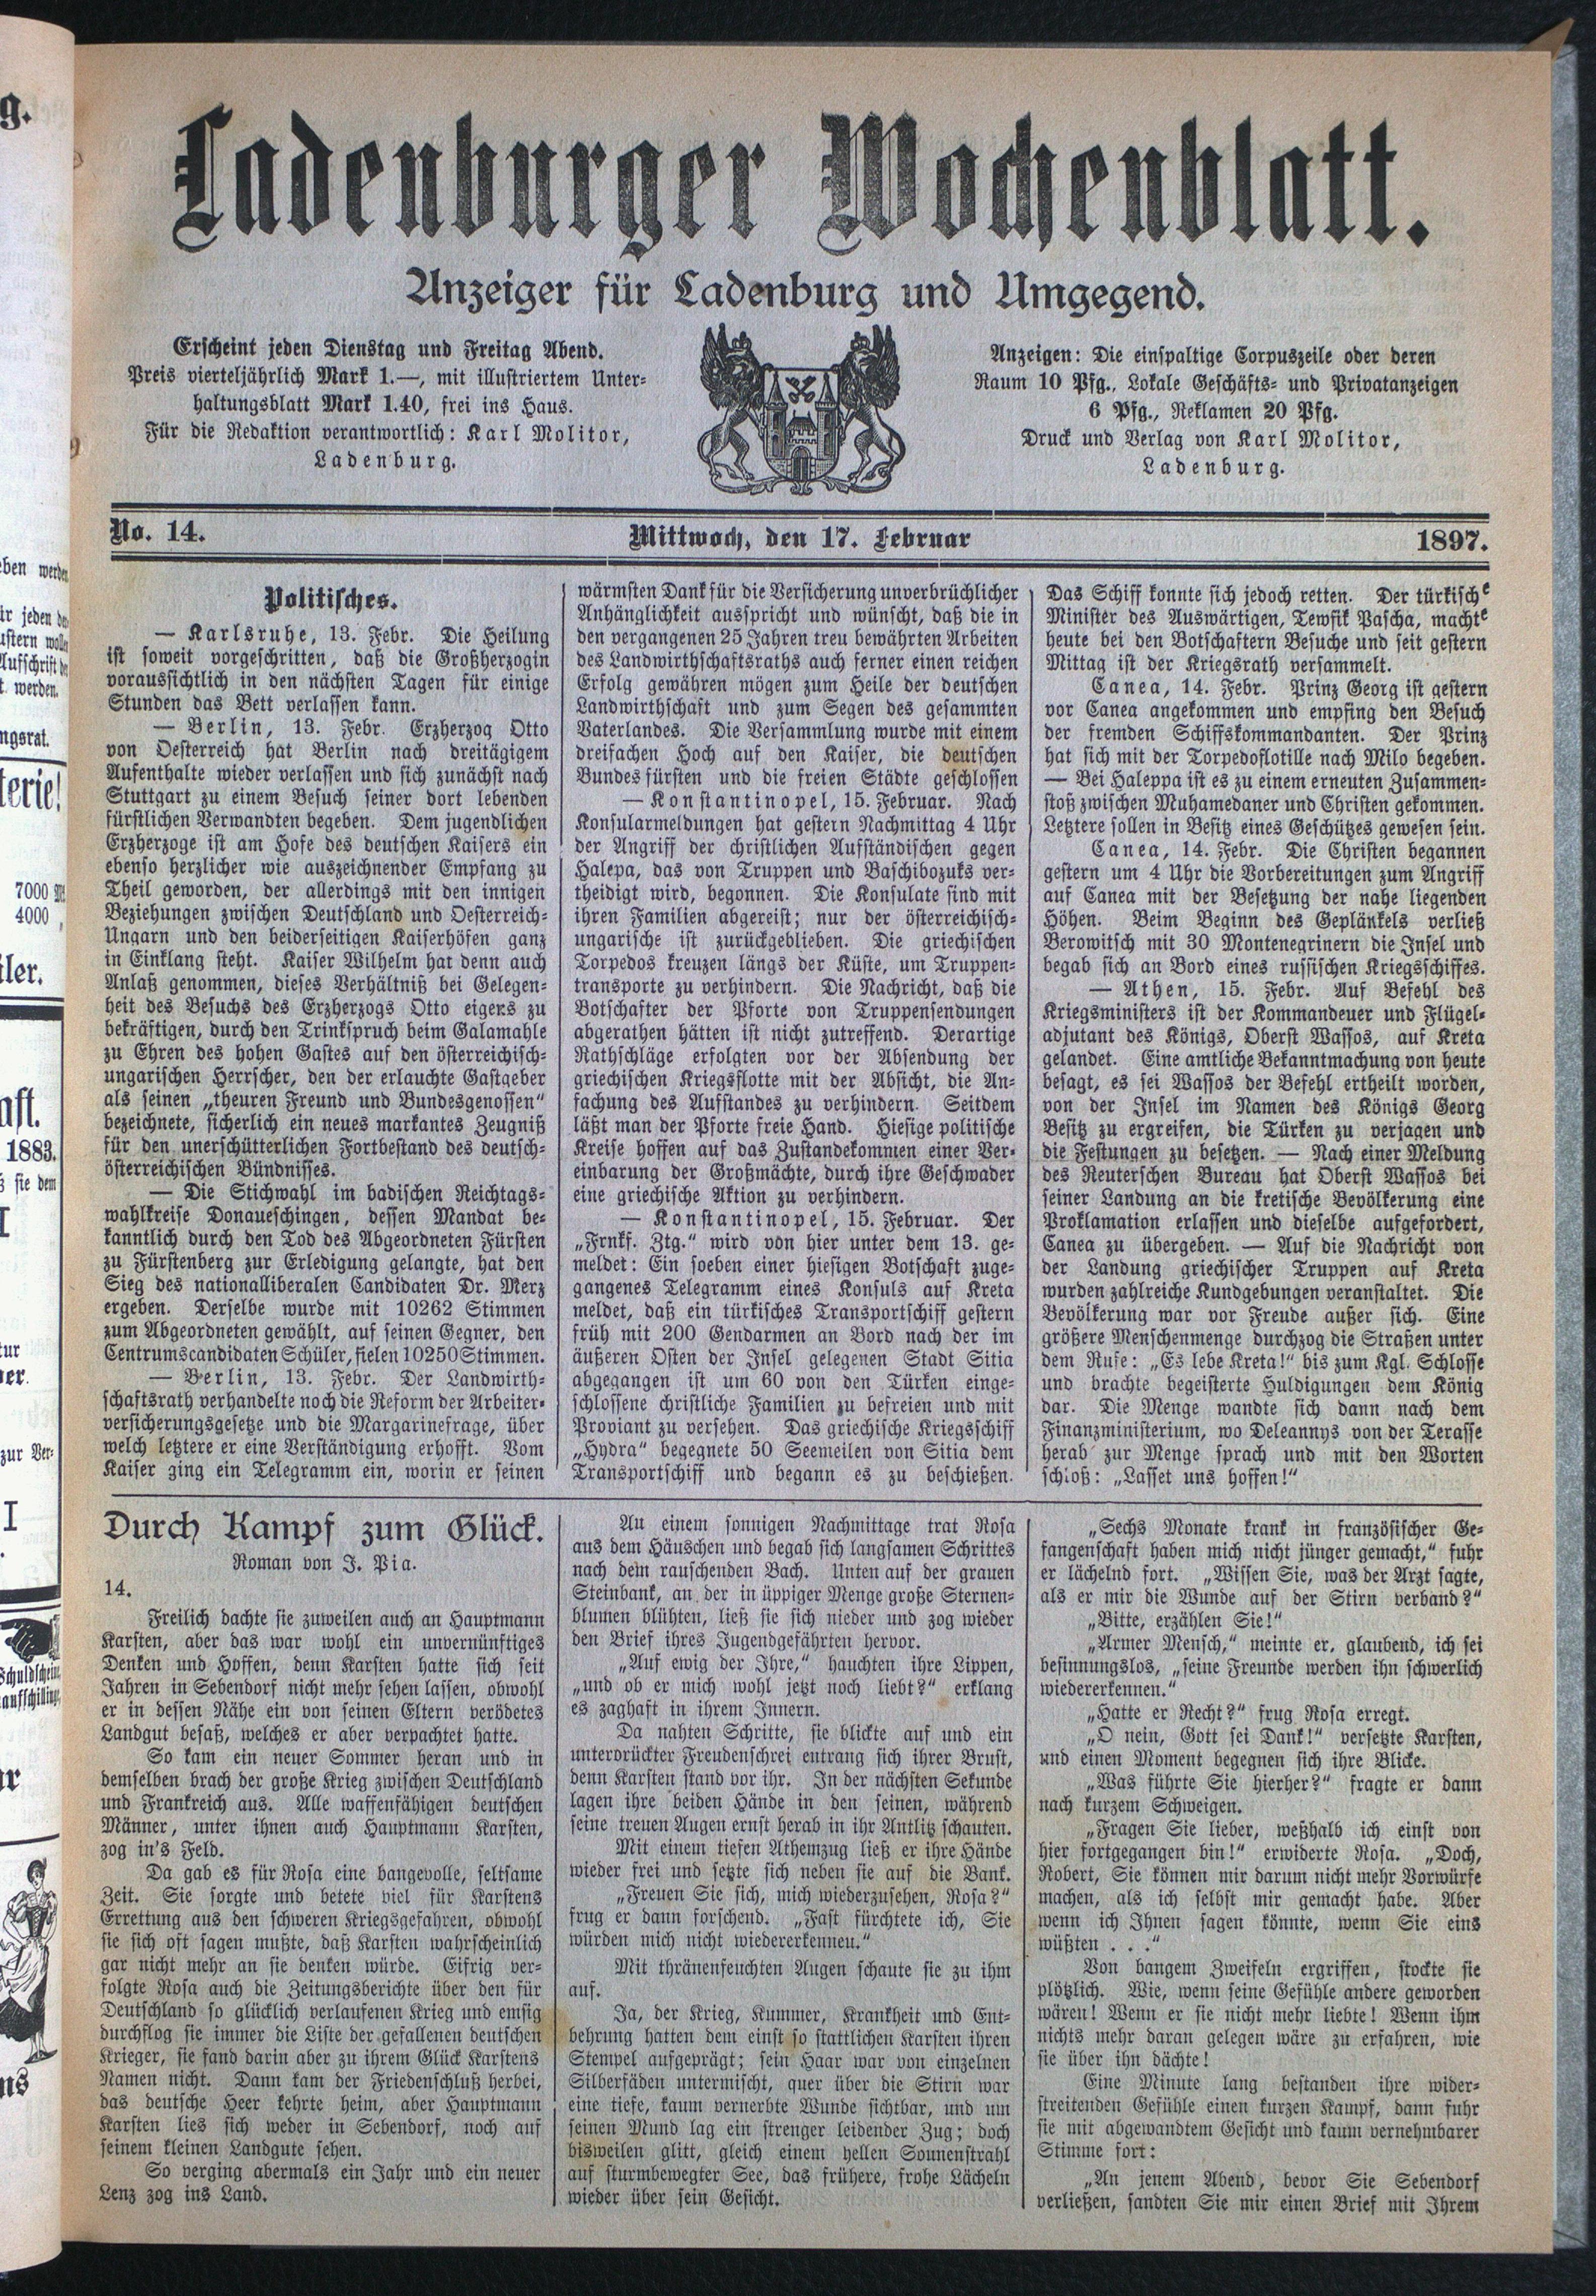 Ladenburger Wochenblatt.
Anzeiger für Ladenburg und Umgegend.
Erscheint jeden Dienstag und Freitag Abend.
Preis vierteljährlich Mark 1.—, mit illustriertem Unter-
haltungsblatt Mark 1.40, frei ins Haus.
Für die Redaktion verantwortlich: Karl Molitor,
Ladenburg.
Anzeigen: Die einspaltige Corpuszeile oder deren
Raum 10 Pfg., Lokale Geschäfts- und Privatanzeigen
6 Pfg., Reklamen 20 Pfg.
Druck und Verlag von Karl Molitor,
Ladenburg.
No. 14.
Mittwoch, den 17. Februar
1897.
Politisches.
— Karlsruhe, 13. Febr. Die Heilung
ist soweit vorgeschritten, daß die Großherzogin
voraussichtlich in den nächsten Tagen für einige
Stunden das Bett verlassen kann.
— Berlin, 13. Febr. Erzherzog Otto
von Oesterreich hat Berlin nach dreitägigem
Aufenthalte wieder verlassen und sich zunächst nach
Stuttgart zu einem Besuch seiner dort lebenden
fürstlichen Verwandten begeben. Dem jugendlichen
Erzherzoge ist am Hofe des deutschen Kaisers ein
ebenso herzlicher wie auszeichnender Empfang zu
Theil geworden, der allerdings mit den innigen
Beziehungen zwischen Deutschland und Oesterreich-
Ungarn und den beiderseitigen Kaiserhöfen ganz
in Einklang steht. Kaiser Wilhelm hat denn auch
Anlaß genommen, dieses Verhältniß bei Gelegen-
heit des Besuchs des Erzherzogs Otto eigens zu
bekräftigen, durch den Trinkspruch beim Galamahle
zu Ehren des hohen Gastes auf den österreichisch-
ungarischen Herrscher, den der erlauchte Gastgeber
als seinen „theuren Freund und Bundesgenossen“
bezeichnete, sicherlich ein neues markantes Zeugniß
für den unerschütterlichen Fortbestand des deutsch-
österreichischen Bündnisses.
— Die Stichwahl im badischen Reichtags-
wahlkreise Donaueschingen, dessen Mandat be-
kanntlich durch den Tod des Abgeordneten Fürsten
zu Fürstenberg zur Erledigung gelangte, hat den
Sieg des nationalliberalen Candidaten Dr. Merz
ergeben. Derselbe wurde mit 10262 Stimmen
zum Abgeordneten gewählt, auf seinen Gegner, den
Centrumscandidaten Schüler, fielen 10250 Stimmen.
— Berlin, 13. Febr. Der Landwirth-
schaftsrath verhandelte noch die Reform der Arbeiter-
versicherungsgesetze und die Margarinefrage, über
welch letztere er eine Verständigung erhofft. Vom
Kaiser ging ein Telegramm ein, worin er seinen
wärmsten Dank für die Versicherung unverbrüchlicher
Anhänglichkeit ausspricht und wünscht, daß die in
den vergangenen 25 Jahren treu bewährten Arbeiten
des Landwirthschaftsraths auch ferner einen reichen
Erfolg gewähren mögen zum Heile der deutschen
Landwirthschaft und zum Segen des gesammten
Vaterlandes. Die Versammlung wurde mit einem
dreifachen Hoch auf den Kaiser, die deutschen
Bundesfürsten und die freien Städte geschlossen
— Konstantinopel, 15. Februar. Nach
Konsularmeldungen hat gestern Nachmittag 4 Uhr
der Angriff der christlichen Aufständischen gegen
Halepa, das von Truppen und Baschibozuks ver-
theidigt wird, begonnen. Die Konsulate sind mit
ihren Familien abgereist; nur der österreichisch-
ungarische ist zurückgeblieben. Die griechischen
Torpedos kreuzen längs der Küste, um Truppen-
transporte zu verhindern. Die Nachricht, daß die
Botschafter der Pforte von Truppensendungen
abgerathen hätten ist nicht zutreffend. Derartige
Rathschläge erfolgten vor der Absendung der
griechischen Kriegsflotte mit der Absicht, die An-
fachung des Aufstandes zu verhindern. Seitdem
läßt man der Pforte freie Hand. Hiesige politische
Kreise hoffen auf das Zustandekommen einer Ver-
einbarung der Großmächte, durch ihre Geschwader
eine griechische Aktion zu verhindern.
— Konstantinopel, 15. Februar. Der
„Frnkf. Ztg.“ wird von hier unter dem 13. ge-
meldet: Ein soeben einer hiesigen Botschaft zuge-
gangenes Telegramm eines Konsuls auf Kreta
meldet, daß ein türkisches Transportschiff gestern
früh mit 200 Gendarmen an Bord nach der im
äußeren Osten der Insel gelegenen Stadt Sitia
abgegangen ist um 60 von den Türken einge-
schlossene christliche Familien zu befreien und mit
Proviant zu versehen. Das griechische Kriegsschiff
„Hydra“ begegnete 50 Seemeilen von Sitia dem
Transportschiff und begann es zu beschießen.
Das Schiff konnte sich jedoch retten. Der türkische
Minister des Auswärtigen, Tewfik Pascha, machte
heute bei den Botschaftern Besuche und seit gestern
Mittag ist der Kriegsrath versammelt.
Canea, 14. Febr. Prinz Georg ist gestern
vor Canea angekommen und empfing den Besuch
der fremden Schiffskommandanten. Der Prinz
hat sich mit der Torpedoflotille nach Milo begeben.
— Bei Haleppa ist es zu einem erneuten Zusammen-
stoß zwischen Muhamedaner und Christen gekommen.
Letztere sollen in Besitz eines Geschützes gewesen sein.
Canea, 14. Febr. Die Christen begannen
gestern um 4 Uhr die Vorbereitungen zum Angriff
auf Canea mit der Besetzung der nahe liegenden
Höhen. Beim Beginn des Geplänkels verließ
Berowitsch mit 30 Montenegrinern die Insel und
begab sich an Bord eines russischen Kriegsschiffes.
— Athen, 15. Febr. Auf Befehl des
Kriegsministers ist der Kommandeur und Flügel-
adjutant des Königs, Oberst Wassos, auf Kreta
gelandet. Eine amtliche Bekanntmachung von heute
besagt, es sei Wassos der Befehl ertheilt worden,
von der Insel im Namen des Königs Georg
Besitz zu ergreifen, die Türken zu verjagen und
die Festungen zu besetzen. — Nach einer Meldung
des Reuterschen Bureau hat Oberst Wassos bei
seiner Landung an die kretische Bevölkerung eine
Proklamation erlassen und dieselbe aufgefordert,
Canea zu übergeben. — Auf die Nachricht von
der Landung griechischer Truppen auf Kreta
wurden zahlreiche Kundgebungen veranstaltet. Die
Bevölkerung war vor Freude außer sich. Eine
größere Menschenmenge durchzog die Straßen unter
dem Rufe: „Es lebe Kreta!“ bis zum Kgl. Schlosse
und brachte begeisterte Huldigungen dem König
dar. Die Menge wandte sich dann nach dem
Finanzministerium, wo Deleannys von der Terasse
herab zur Menge sprach und mit den Worten
schloß: „Lasset uns hoffen!“
Durch Kampf zum Glück.
Roman von J. Pia.
14.
Freilich dachte sie zuweilen auch an Hauptmann
Karsten, aber das war wohl ein unvernünftiges
Denken und Hoffen, denn Karsten hatte sich seit
Jahren in Sebendorf nicht mehr sehen lassen, obwohl
er in dessen Nähe ein von seinen Eltern verödetes
Landgut besaß, welches er aber verpachtet hatte.
So kam ein neuer Sommer heran und in
demselben brach der große Krieg zwischen Deutschland
und Frankreich aus. Alle waffenfähigen deutschen
Männer, unter ihnen auch Hauptmann Karsten,
zog in's Feld.
Da gab es für Rosa eine bangevolle, seltsame
Zeit. Sie sorgte und betete viel für Karstens
Errettung aus den schweren Kriegsgefahren, obwohl
sie sich oft sagen mußte, daß Karsten wahrscheinlich
gar nicht mehr an sie denken würde. Eifrig ver-
folgte Rosa auch die Zeitungsberichte über den für
Deutschland so glücklich verlaufenen Krieg und emsig
durchflog sie immer die Liste der gefallenen deutschen
Krieger, sie fand darin aber zu ihrem Glück Karstens
Namen nicht. Dann kam der Friedenschluß herbei,
das deutsche Heer kehrte heim, aber Hauptmann
Karsten lies sich weder in Sebendorf, noch auf
seinem kleinen Landgute sehen.
So verging abermals ein Jahr und ein neuer
Lenz zog ins Land.
An einem sonnigen Nachmittage trat Rosa
aus dem Häuschen und begab sich langsamen Schrittes
nach dem rauschenden Bach. Unten auf der grauen
Steinbank, an der in üppiger Menge große Sternen-
blumen blühten, ließ sie sich nieder und zog wieder
den Brief ihres Jugendgefährten hervor.
„Auf ewig der Ihre,“ hauchten ihre Lippen,
„und ob er mich wohl jetzt noch liebt?“ erklang
es zaghaft in ihrem Innern.
Da nahten Schritte, sie blickte auf und ein
unterdrückter Freudenschrei entrang sich ihrer Brust,
denn Karsten stand vor ihr. In der nächsten Sekunde
lagen ihre beiden Hände in den seinen, während
seine treuen Augen ernst herab in ihr Antlitz schauten.
Mit einem tiefen Athemzug ließ er ihre Hände
wieder frei und setzte sich neben sie auf die Bank.
„Freuen Sie sich, mich wiederzusehen, Rosa?“
frug er dann forschend. „Fast fürchtete ich, Sie
würden mich nicht wiedererkennen.“
Mit thränenfeuchten Augen schaute sie zu ihm
auf.
Ja, der Krieg, Kummer, Krankheit und Ent-
behrung hatten dem einst so stattlichen Karsten ihren
Stempel aufgeprägt; sein Haar war von einzelnen
Silberfäden untermischt, quer über die Stirn war
eine tiefe, kaum vernerbte Wunde sichtbar, und um
seinen Mund lag ein strenger leidender Zug; doch
bisweilen glitt, gleich einem hellen Sonnenstrahl
auf sturmbewegter See, das frühere, frohe Lächeln
wieder über sein Gesicht.
„Sechs Monate krank in französischer Ge-
fangenschaft haben mich nicht jünger gemacht,“ fuhr
er lächelnd fort. „Wissen Sie, was der Arzt sagte,
als er mir die Wunde auf der Stirn verband?“
„Bitte, erzählen Sie!“
„Armer Mensch,“ meinte er, glaubend, ich sei
besinnungslos, „seine Freunde werden ihn schwerlich
wiedererkennen.“
„Hatte er Recht?“ frug Rosa erregt.
„O nein, Gott sei Dank!“ versetzte Karsten,
und einen Moment begegnen sich ihre Blicke.
„Was führte Sie hierher?“ fragte er dann
nach kurzem Schweigen.
„Fragen Sie lieber, weßhalb ich einst von
hier fortgegangen bin!“ erwiderte Rosa. „Doch,
Robert, Sie können mir darum nicht mehr Vorwürfe
machen, als ich selbst mir gemacht habe. Aber
wenn ich Ihnen sagen könnte, wenn Sie eins
wüßten . . .“
Von bangem Zweifeln ergriffen, stockte sie
plötzlich. Wie, wenn seine Gefühle andere geworden
wären! Wenn er sie nicht mehr liebte! Wenn ihm
nichts mehr daran gelegen wäre zu erfahren, wie
sie über ihn dächte!
Eine Minute lang bestanden ihre wider-
streitenden Gefühle einen kurzen Kampf, dann fuhr
sie mit abgewandtem Gesicht und kaum vernehmbarer
Stimme fort:
„An jenem Abend, bevor Sie Sebendorf
verließen, sandten Sie mir einen Brief mit Ihrem